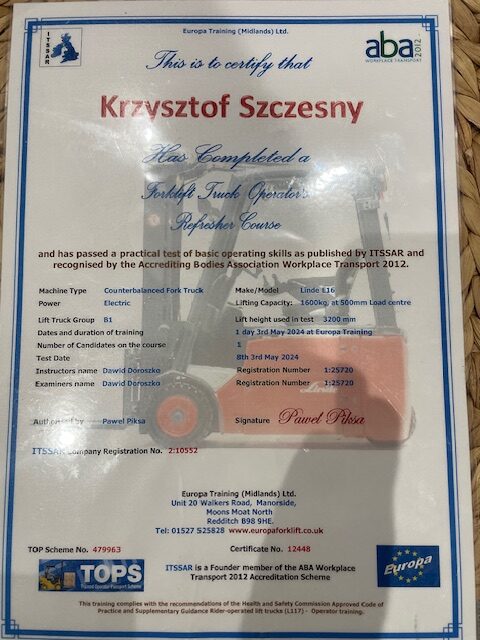 Europa Training (Midlands) Ltd.
ITSSAR
aba 2012
WORKPLACE TRANSPORT
This is to certify that
Krzysztof Szczesny
Has Completed a
Forklift Truck Operator's
Refresher Course
and has passed a practical test of basic operating skills as published by ITSSAR and
recognised by the Accrediting Bodies Association Workplace Transport 2012.
Machine Type Counterbalanced Fork Truck Make/Model Linde E16
Power Electric Lifting Capacity: 1600kg, at 500mm Load centre
Lift Truck Group B1 Lift height used in test 3200 mm
Dates and duration of training 1 day 3rd May 2024 at Europa Training
Number of Candidates on the course 1
Test Date 8th 3rd May 2024
Instructors name Dawid Doroszko Registration Number 1:25720
Examiners name Dawid Doroszko Registration Number 1:25720
Linde
Authorised by Pawel Piksa Signature Pawel Piksa
ITSSAR Company Registration No. 2:10552
Europa Training (Midlands) Ltd.
Unit 20 Walkers Road, Manorside,
Moons Moat North
Redditch B98 9HE.
Tel: 01527 525828 www.europaforklift.co.uk
TOP Scheme No. 479963 Certificate No. 12448
TOPS
Trained Operator Passport Scheme
ITSSAR is a Founder member of the ABA Workplace
Transport 2012 Accreditation Scheme
Europa
This training complies with the recommendations of the Health and Safety Commission Approved Code of
Practice and Supplementary Guidance Rider-operated lift trucks (L117) - Operator training.